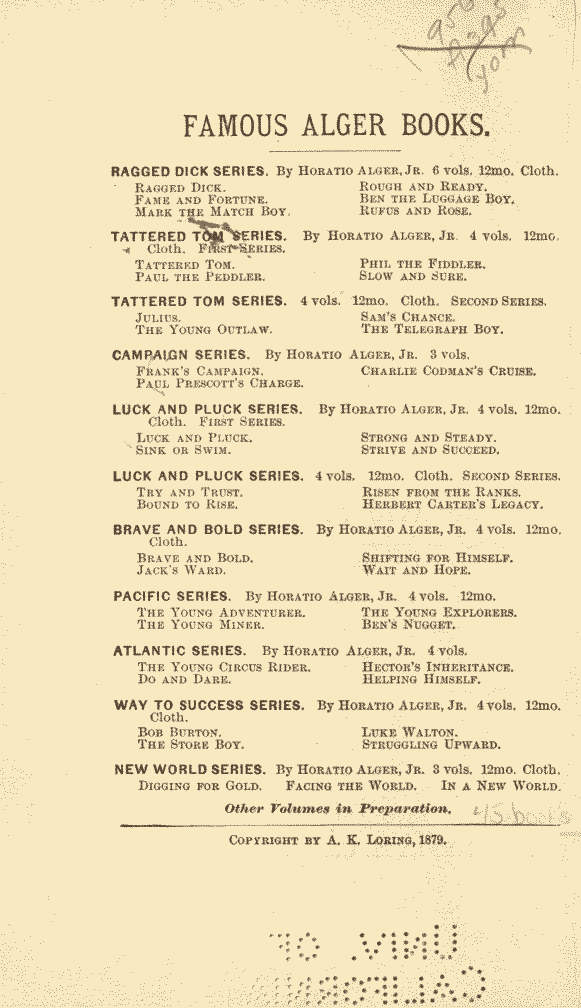 FAMOUS ALGER BOOKS.
RAGGED DICK SERIES. By HORATIO ALGER, JR. 6 vols. 12mo. Cloth.
RAGGED DICK. ROUGH AND READY.
FAME AND FORTUNE. BEN THE LUGGAGE BOY.
MARK THE MATCH BOY. RUFUS AND ROSE.
TATTERED TOM SERIES. By HORATIO ALGER, JR. 4 vols. 12mo.
Cloth. FIRST SERIES.
TATTERED TOM. PHIL THE FIDDLER.
PAUL THE PEDDLER. SLOW AND SURE.
TATTERED TOM SERIES. 4 vols. 12mo. Cloth. SECOND SERIES.
JULIUS. SAM'S CHANCE.
THE YOUNG OUTLAW. THE TELEGRAPH BOY.
CAMPAIGN SERIES. By HORATIO ALGER, JR. 3 vols.
FRANK'S CAMPAIGN. CHARLIE CODMAN'S CRUISE.
PAUL PRESCOTT'S CHARGE.
LUCK AND PLUCK SERIES. By HORATIO ALGER, JR. 4 vols. 12mo.
Cloth. FIRST SERIES.
LUCK AND PLUCK. STRONG AND STEADY.
SINK OR SWIM. STRIVE AND SUCCEED.
LUCK AND PLUCK SERIES. 4 vols. 12mo. Cloth. SECOND SERIES.
TRY AND TRUST. RISEN FROM THE RANKS.
BOUND TO RISE. HERBERT CARTER'S LEGACY.
BRAVE AND BOLD SERIES. By HORATIO ALGER, JR. 4 vols. 12mo.
Cloth.
BRAVE AND BOLD. SHIFTING FOR HIMSELF.
JACK'S WARD. WAIT AND HOPE.
PACIFIC SERIES. By HORATIO ALGER, JR. 4 vols. 12mo.
THE YOUNG ADVENTURER. THE YOUNG EXPLORERS.
THE YOUNG MINER. BEN'S NUGGET.
ATLANTIC SERIES. By HORATIO ALGER, JR. 4 vols.
THE YOUNG CIRCUS RIDER. HECTOR'S INHERITANCE.
DO AND DARE. HELPING HIMSELF.
WAY TO SUCCESS SERIES. By HORATIO ALGER, JR. 4 vols. 12mo.
Cloth.
BOB BURTON. LUKE WALTON.
THE STORE BOY. STRUGGLING UPWARD.
NEW WORLD SERIES. By HORATIO ALGER, JR. 3 vols. 12mo. Cloth.
DIGGING FOR GOLD. FACING THE WORLD. IN A NEW WORLD.
Other Volumes in Preparation.
45 books
COPYRIGHT BY A. K. LORING, 1879.